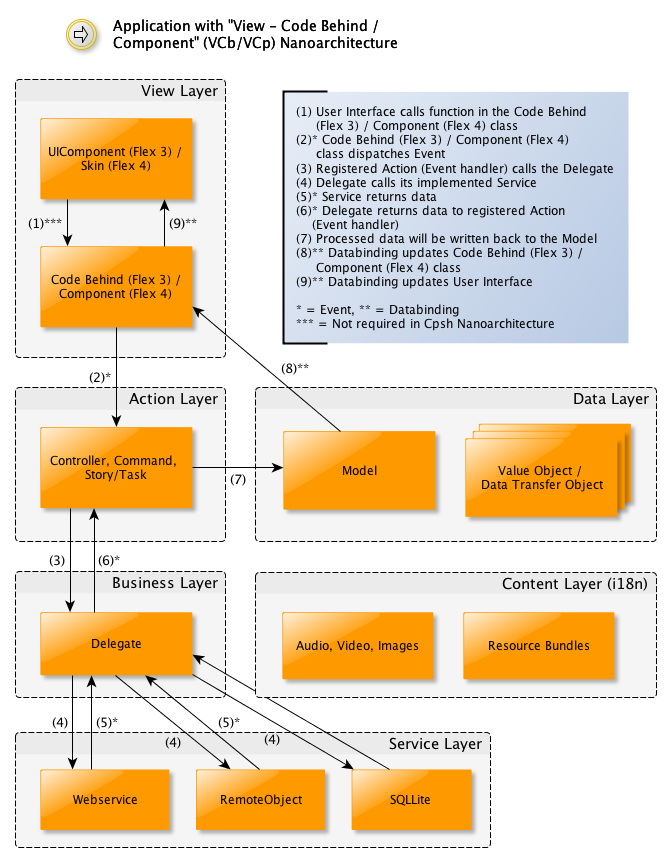 Application with "View – Code Behind /
Component" (VCb/VCp) Nanoarchitecture
View Layer
UIComponent (Flex 3) /
Skin (Flex 4)
(1)***
(9)**
Code Behind (Flex 3) /
Component (Flex 4)
(1) User Interface calls function in the Code Behind
(Flex 3) / Component (Flex 4) class
(2)* Code Behind (Flex 3) / Component (Flex 4)
class dispatches Event
(3) Registered Action (Event handler) calls the Delegate
(4) Delegate calls its implemented Service
(5)* Service returns data
(6)* Delegate returns data to registered Action
(Event handler)
(7) Processed data will be written back to the Model
(8)** Databinding updates Code Behind (Flex 3) /
Component (Flex 4) class
(9)** Databinding updates User Interface
* = Event, ** = Databinding
*** = Not required in Cpsh Nanoarchitecture
(2)*
(8)**
Action Layer
Controller, Command,
Story/Task
(7)
Data Layer
Model
Value Object /
Data Transfer Object
(3)
(6)*
Business Layer
Delegate
Content Layer (i18n)
Audio, Video, Images
Resource Bundles
(4)
(5)*
(4)
(5)*
(4)
Service Layer
Webservice
RemoteObject
SQLLite